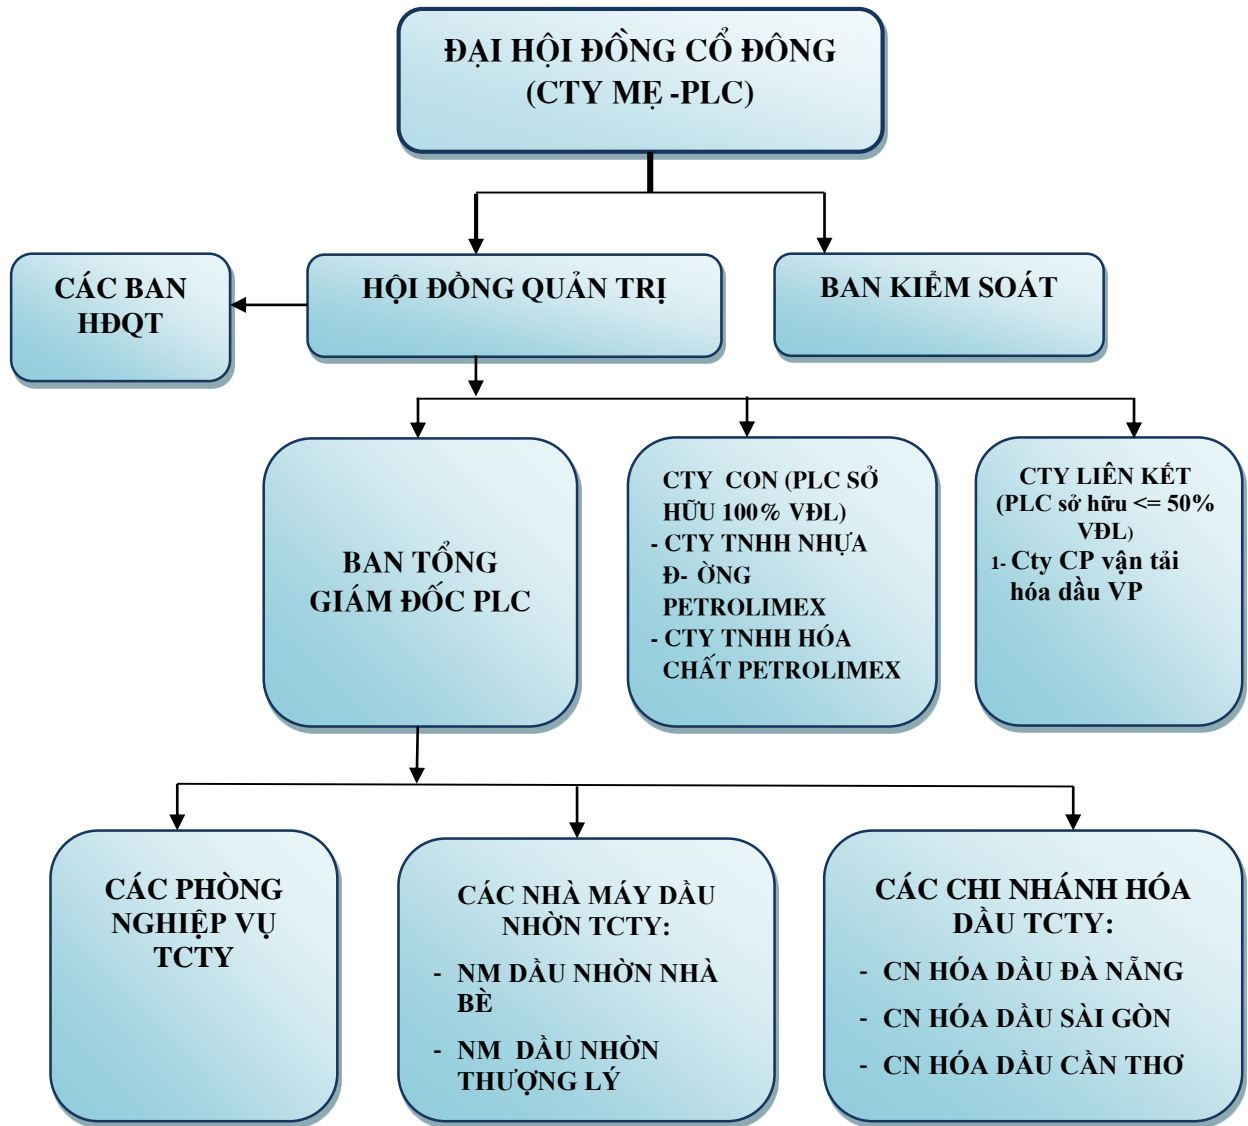 ĐẠI HỘI ĐỒNG CỔ ĐÔNG
(CTY MẸ -PLC)
CÁC BAN
HĐQT
HỘI ĐỒNG QUẢN TRỊ
BAN KIỂM SOÁT
BAN TỔNG
GIÁM ĐỐC PLC
CTY CON (PLC SỞ
HỮU 100% VĐL)
- CTY TNHH NHỰA
Đ- ỜNG
PETROLIMEX
- CTY TNHH HÓA
CHẤT PETROLIMEX
CTY LIÊN KẾT
(PLC sở hữu <= 50%
VĐL)
1- Cty CP vận tải
hóa dầu VP
CÁC PHÒNG
NGHIỆP VỤ
TCTY
CÁC NHÀ MÁY DẦU
NHỜN TCTY:
- NM DẦU NHỜN NHÀ
BÈ
- NM DẦU NHỜN
THƯỢNG LÝ
CÁC CHI NHÁNH HÓA
DẦU TCTY:
- CN HÓA DẦU ĐÀ NẴNG
- CN HÓA DẦU SÀI GÒN
- CN HÓA DẦU CẦN THƠ